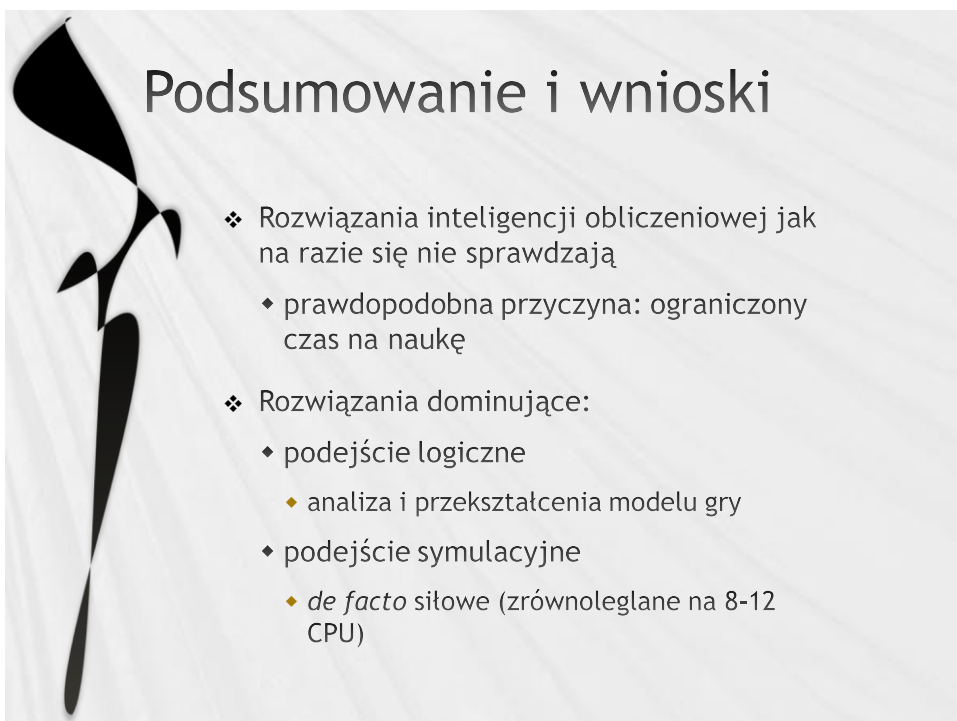 Podsumowanie i wnioski
Rozwiązania inteligencji obliczeniowej jak
na razie się nie sprawdzają
prawdopodobna przyczyna: ograniczony
czas na naukę
Rozwiązania dominujące:
podejście logiczne
analiza i przekształcenia modelu gry
podejście symulacyjne
de facto siłowe (zrównoleglane na 8-12
CPU)